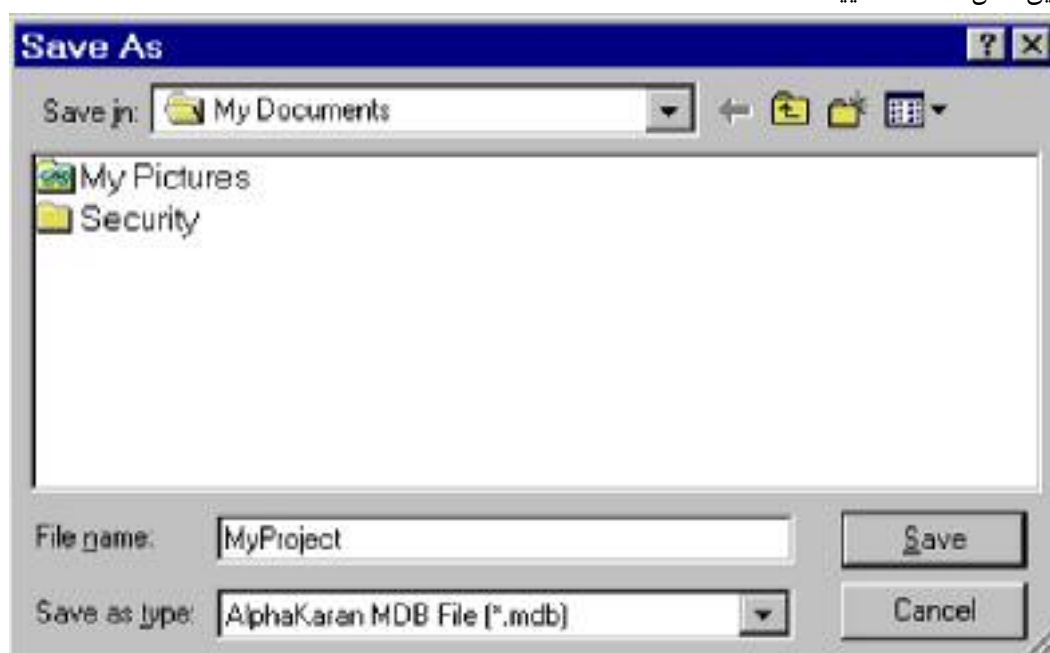 Save As
Save in: My Documents
My Pictures
Security
File name: MyProject Save
Save as type: AlphaKaran MDB File (*.mdb) Cancel